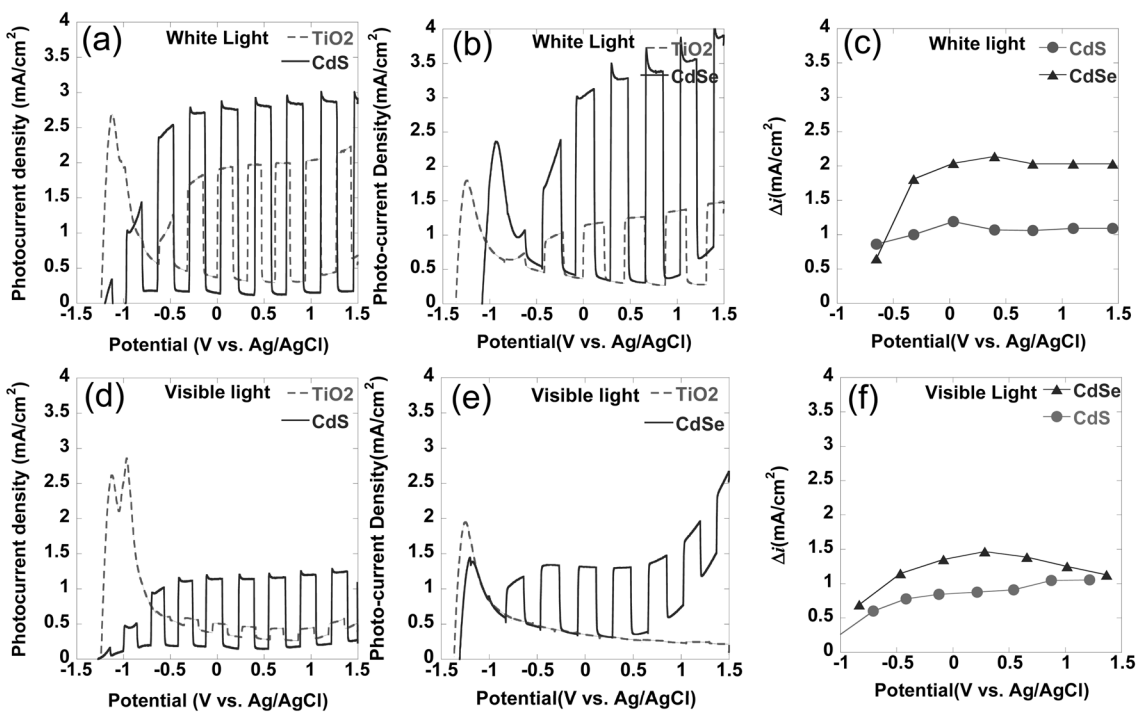 (a)
White Light
TiO2
CdS
Photocurrent density (mA/cm²)
4
3.5
3
2.5
2
1.5
1
0.5
0
-1.5 -1 -0.5 0 0.5 1 1.5
Potential (V vs. Ag/AgCl)
(b)
White Light
TiO2
CdSe
Photo-current Density(mA/cm²)
4
3.5
3
2.5
2
1.5
1
0.5
0
-1.5 -1 -0.5 0 0.5 1 1.5
Potential(V vs. Ag/AgCl)
(c)
White light
CdS
CdSe
Δi(mA/cm²)
4
3.5
3
2.5
2
1.5
1
0.5
0
-1 -0.5 0 0.5 1 1.5
Potential(V vs. Ag/AgCl)
(d)
Visible light
TiO2
CdS
Photocurrent density (mA/cm²)
4
3.5
3
2.5
2
1.5
1
0.5
0
-1.5 -1 -0.5 0 0.5 1 1.5
Potential (V vs. Ag/AgCl)
(e)
Visible light
TiO2
CdSe
Photo-current Density(mA/cm²)
4
3.5
3
2.5
2
1.5
1
0.5
0
-1.5 -1 -0.5 0 0.5 1 1.5
Potential(V vs. Ag/AgCl)
(f)
Visible Light
CdSe
CdS
Δi(mA/cm²)
4
3.5
3
2.5
2
1.5
1
0.5
0
-1 -0.5 0 0.5 1 1.5
Potential(V vs. Ag/AgCl)